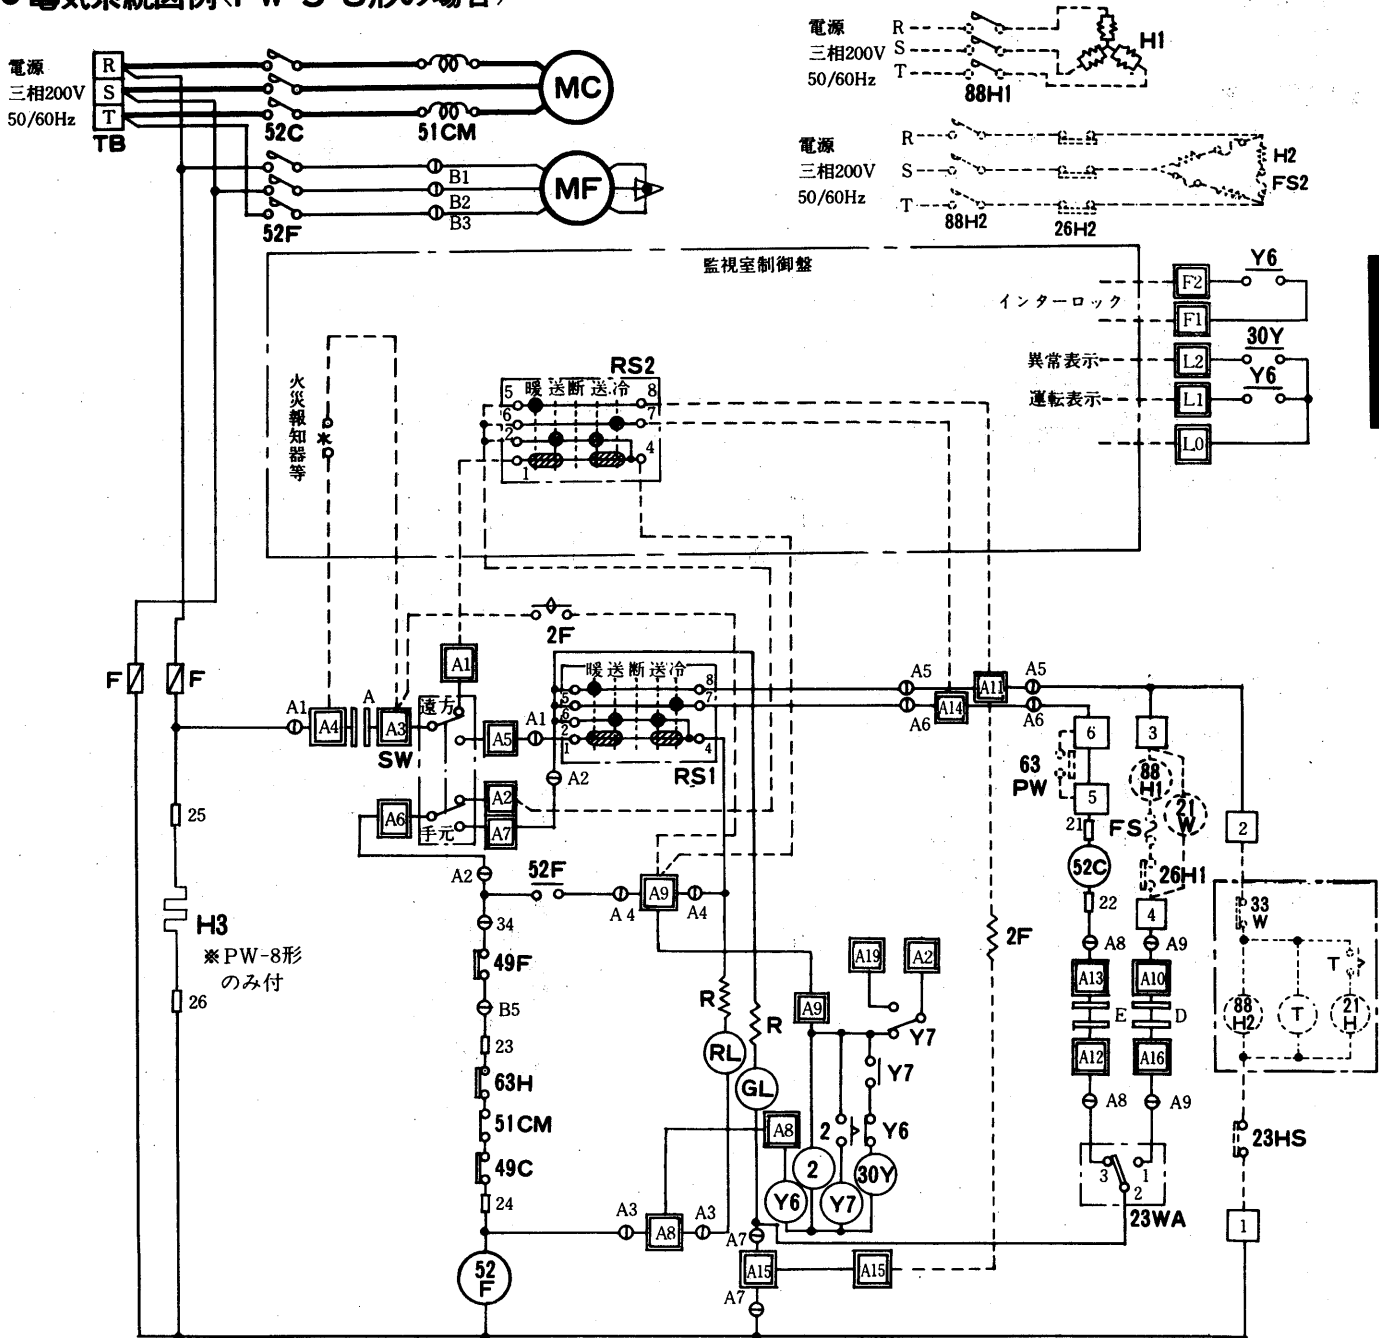 ●電気系統図例〈PW-5・8形の場合〉
電源
三相200V
50/60Hz
R
S
T
TB
52C
51CM
MC
52F
B1
B2
B3
MF
電源
三相200V
50/60Hz
R
S
T
88H1
H1
電源
三相200V
50/60Hz
R
S
T
88H2
26H2
H2
FS2
監視室制御盤
インターロック
F2
Y6
F1
30Y
異常表示
L2
Y6
運転表示
L1
L0
火災報知器等
*
RS2
5 暖送断送冷 8
6
7
2
4
1
2F
A1
F
F
A1
A4
A
A3
SW
遠方
A5
A1
暖送断送冷
5
8
6
7
2
1
4
RS1
A2
A6
A2
手元
A7
A5
A14
A6
A11
A5
A6
6
63
PW
5
21
FS
52C
22
3
88
H1
21
W
26H1
4
2
25
H3
※PW-8形
のみ付
26
A2
52F
A4
A9
A4
34
49F
B5
23
63H
51CM
49C
24
52
F
R
RL
R
GL
A3
A8
A3
A8
A19
A2
A9
Y7
Y7
2
Y6
2
30Y
Y6
Y7
A7
A15
A15
A7
2F
A8
A9
A13
A10
E
D
A12
A16
A8
A9
3
1
2
23WA
33
W
T
88
H2
T
21
H
23HS
1